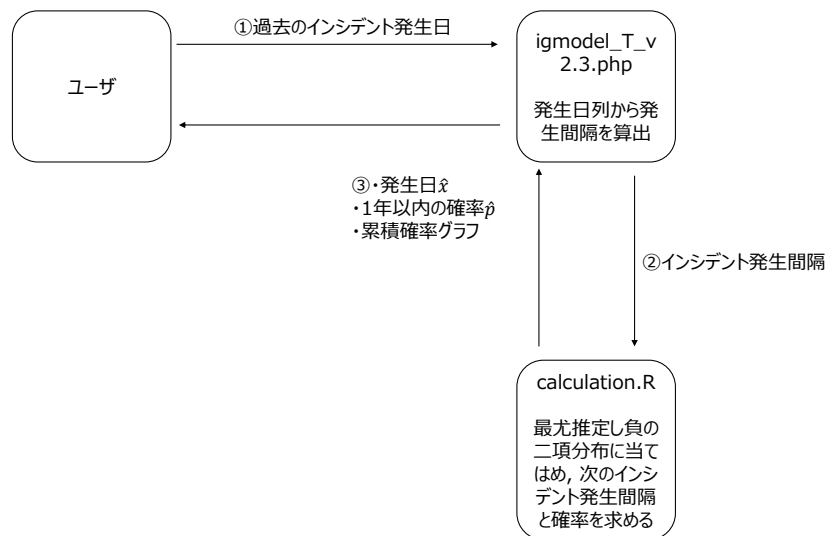 ①過去のインシデント発生日
ユーザ
igmodel_T_v
2.3.php
発生日列から発
生間隔を算出
③・発生日x̂
・1年以内の確率p̂
・累積確率グラフ
②インシデント発生間隔
calculation.R
最尤推定し負の
二項分布に当て
はめ, 次のインシ
デント発生間隔
と確率を求める